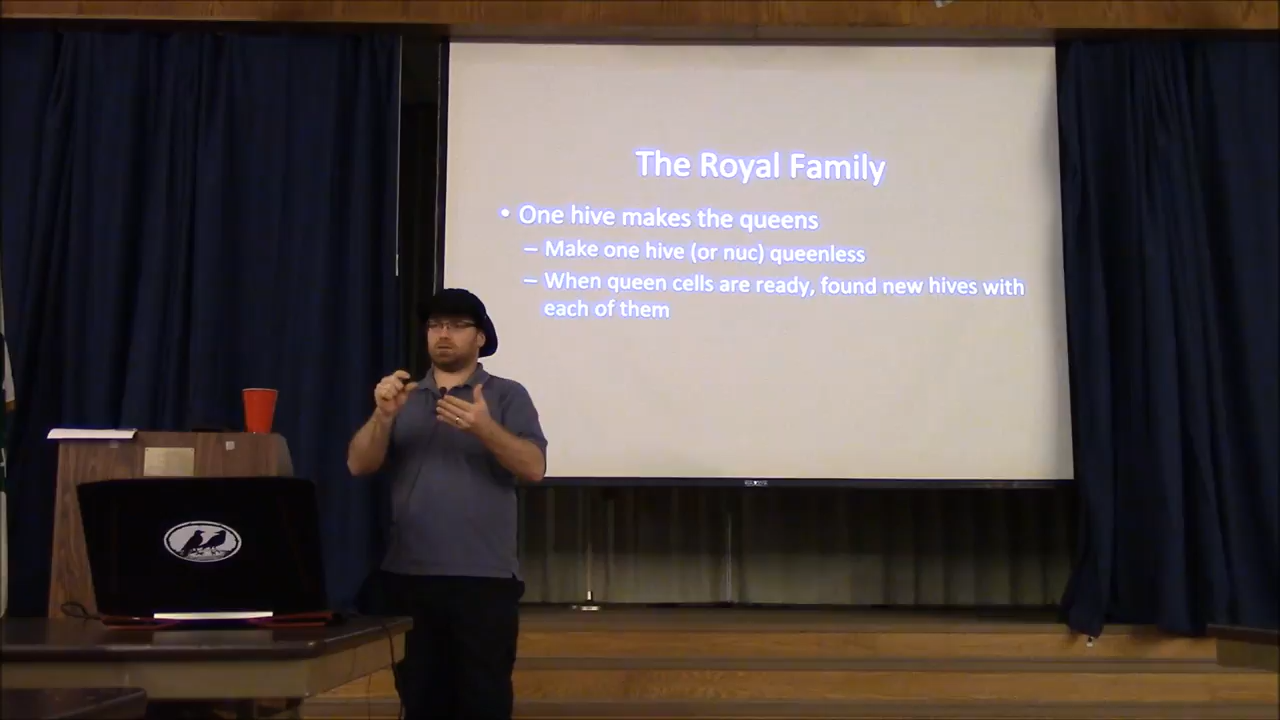 The Royal Family
• One hive makes the queens
– Make one hive (or nuc) queenless
– When queen cells are ready, found new hives with
each of them